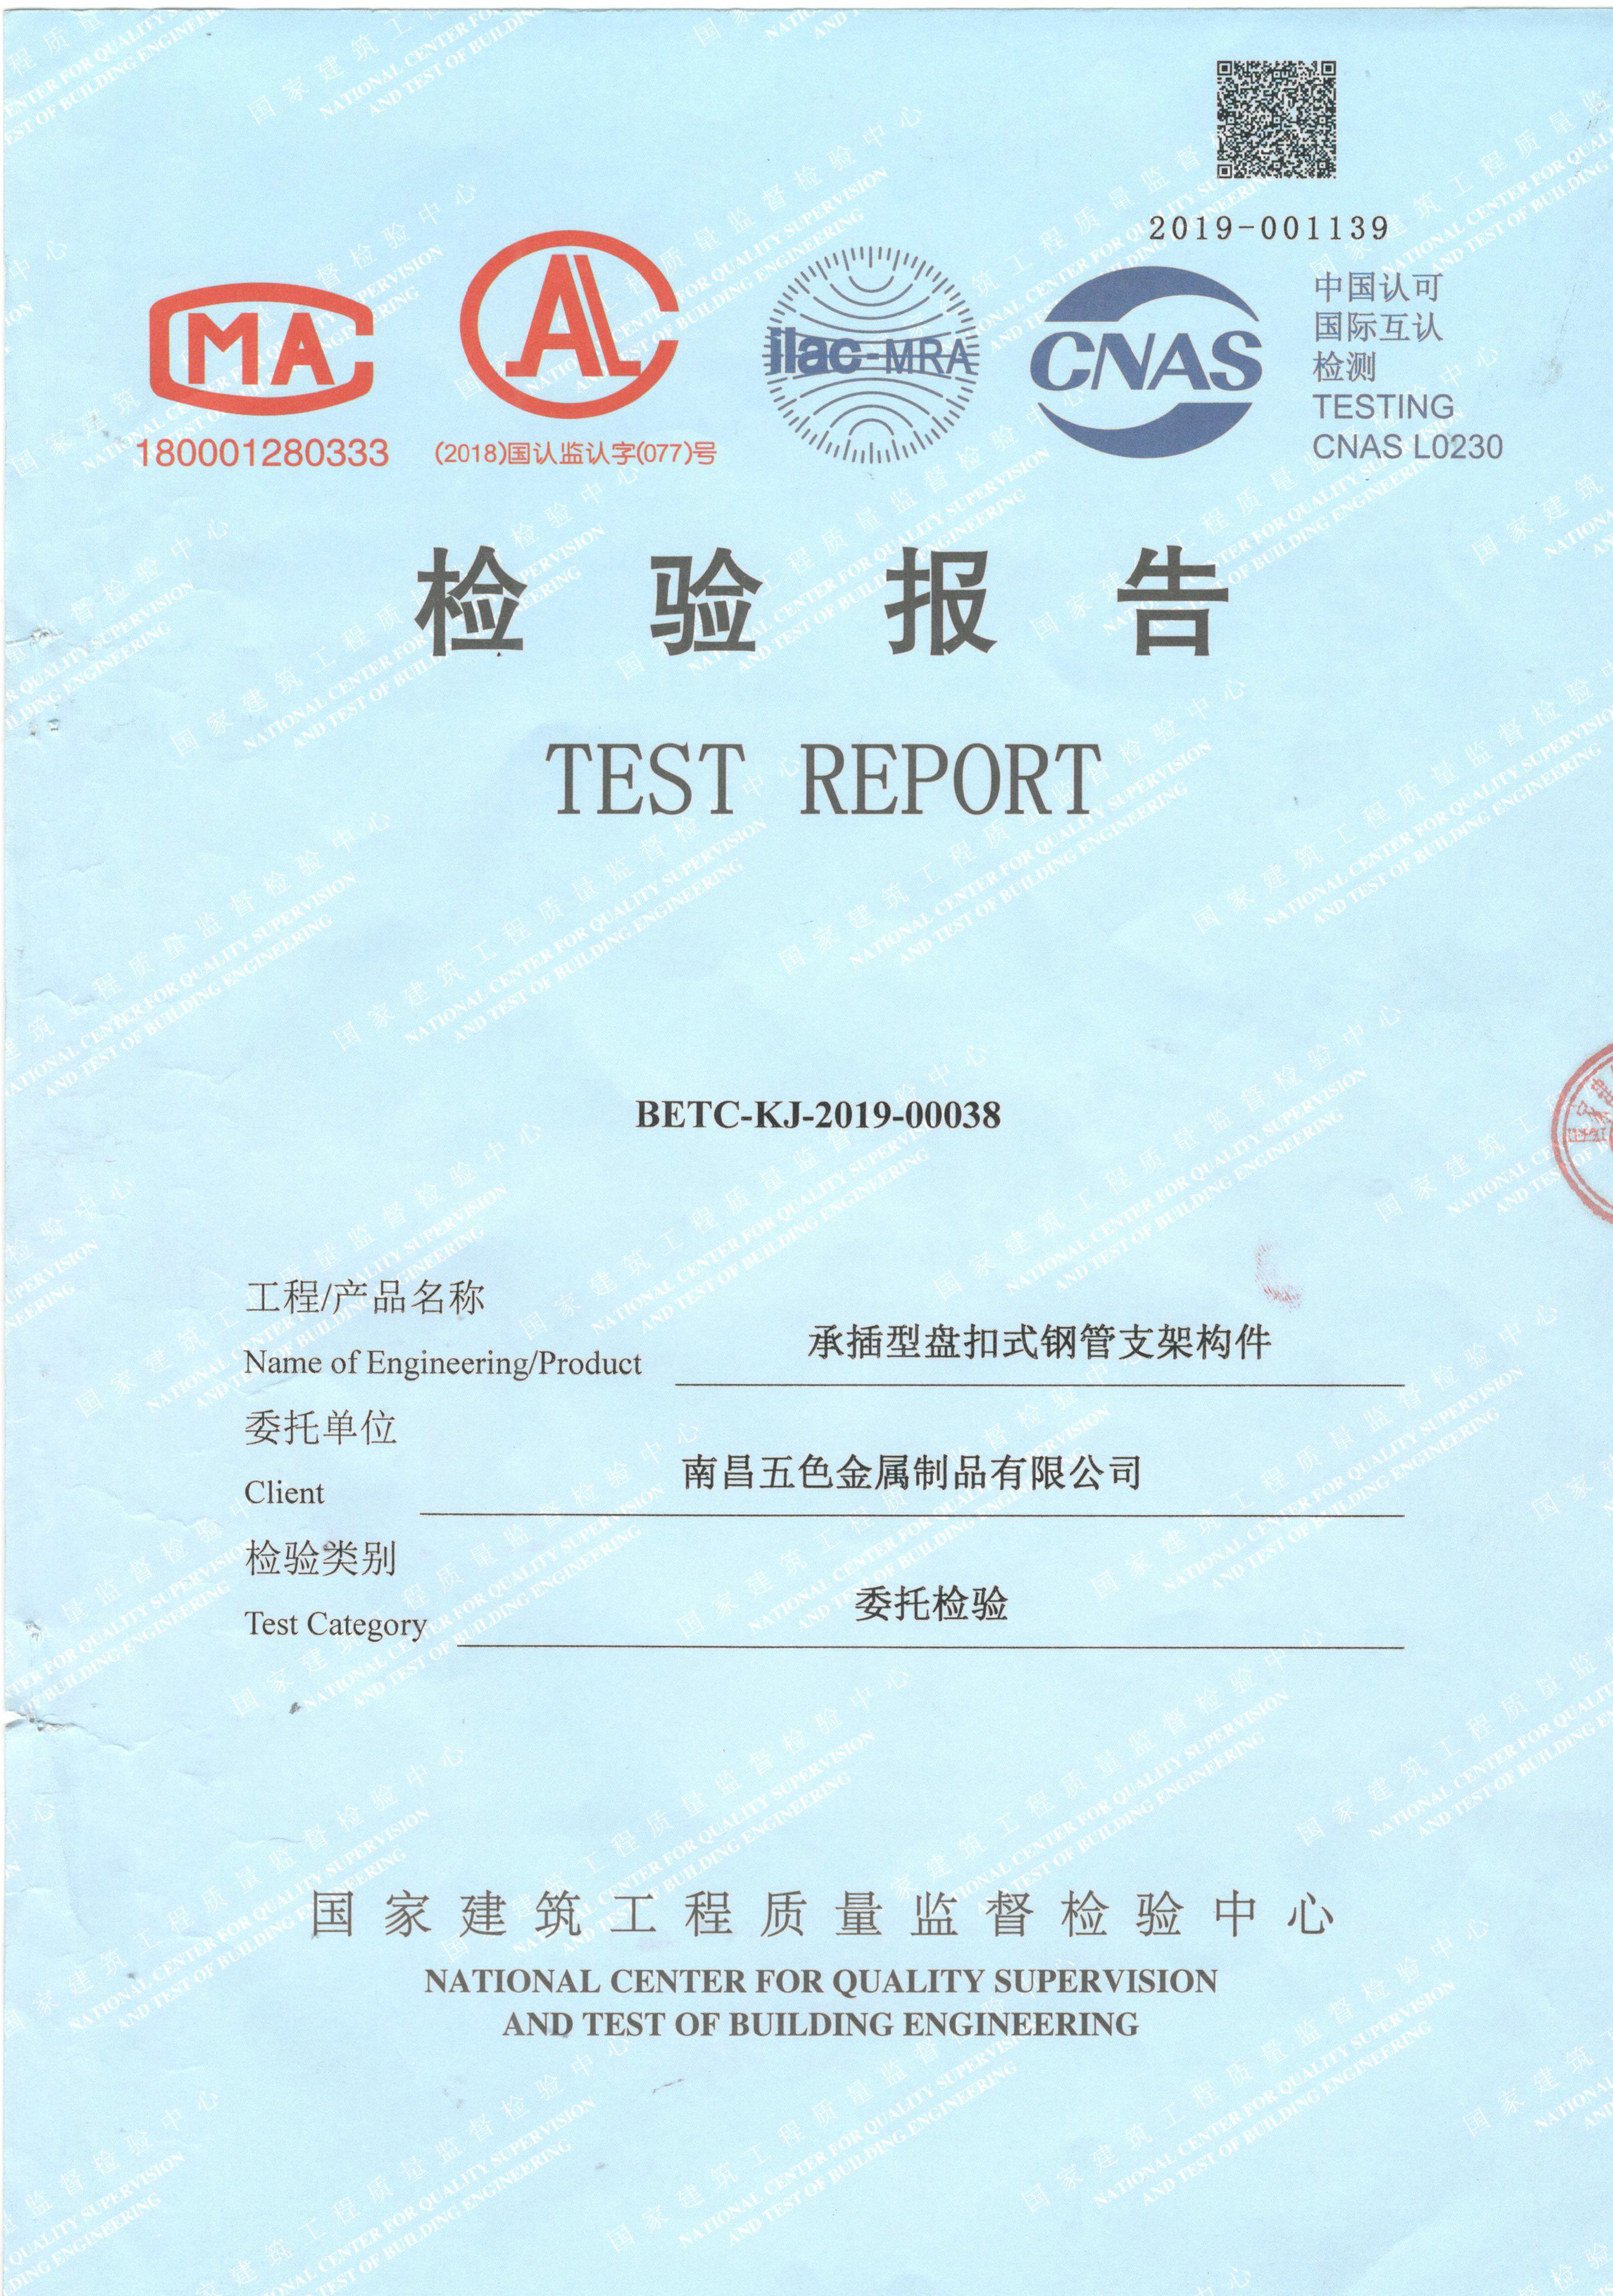 2019-001139
CMA
180001280333
CAL
(2018)国认监认字(077)号
ilac-MRA
CNAS
中国认可
国际互认
检测
TESTING
CNAS L0230
检验报告
TEST REPORT
BETC-KJ-2019-00038
工程/产品名称
承插型盘扣式钢管支架构件
Name of Engineering/Product
委托单位
南昌五色金属制品有限公司
Client
检验类别
委托检验
Test Category
国家建筑工程质量监督检验中心
NATIONAL CENTER FOR QUALITY SUPERVISION
AND TEST OF BUILDING ENGINEERING